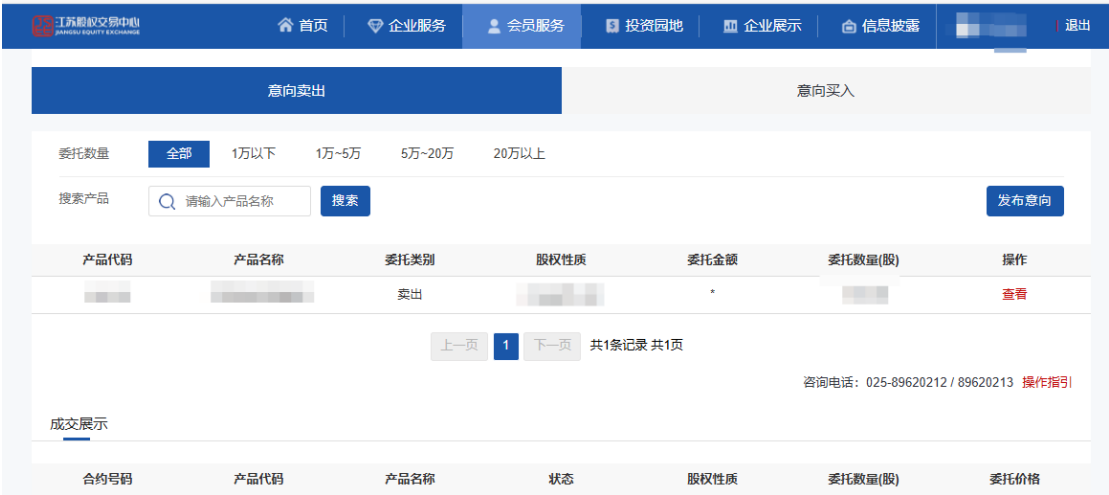 江苏股权交易中心 首页 企业服务 会员服务 投资园地 企业展示 信息披露 退出
JIANGSU EQUITY EXCHANGE
意向卖出 意向买入
委托数量 全部 1万以下 1万~5万 5万~20万 20万以上
搜索产品 请输入产品名称 搜索 发布意向
产品代码 产品名称 委托类别 股权性质 委托金额 委托数量(股) 操作
卖出 * 查看
上一页 1 下一页 共1条记录 共1页
咨询电话：025-89620212 / 89620213 操作指引
成交展示
合约号码 产品代码 产品名称 状态 股权性质 委托数量(股) 委托价格